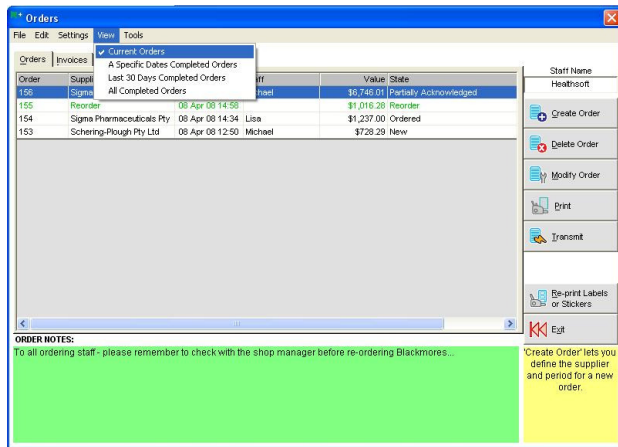 Orders
File Edit Settings View Tools
Current Orders
A Specific Dates Completed Orders
Last 30 Days Completed Orders
All Completed Orders
Orders Invoices
Staff Name
Healthsoft
Order Suppli Value State
156 Sigma $6,746.01 Partially Acknowledged
155 Reorder 08 Apr 08 14:58 $1,016.28 Reorder
154 Sigma Pharmaceuticals Pty 08 Apr 08 14:34 Lisa $1,237.00 Ordered
153 Schering-Plough Pty Ltd 08 Apr 08 12:50 Michael $728.29 New
Create Order
Delete Order
Modify Order
Print
Transmit
Re-print Labels
or Stickers
Exit
ORDER NOTES:
To all ordering staff - please remember to check with the shop manager before re-ordering Blackmores...
'Create Order' lets you
define the supplier
and period for a new
order.